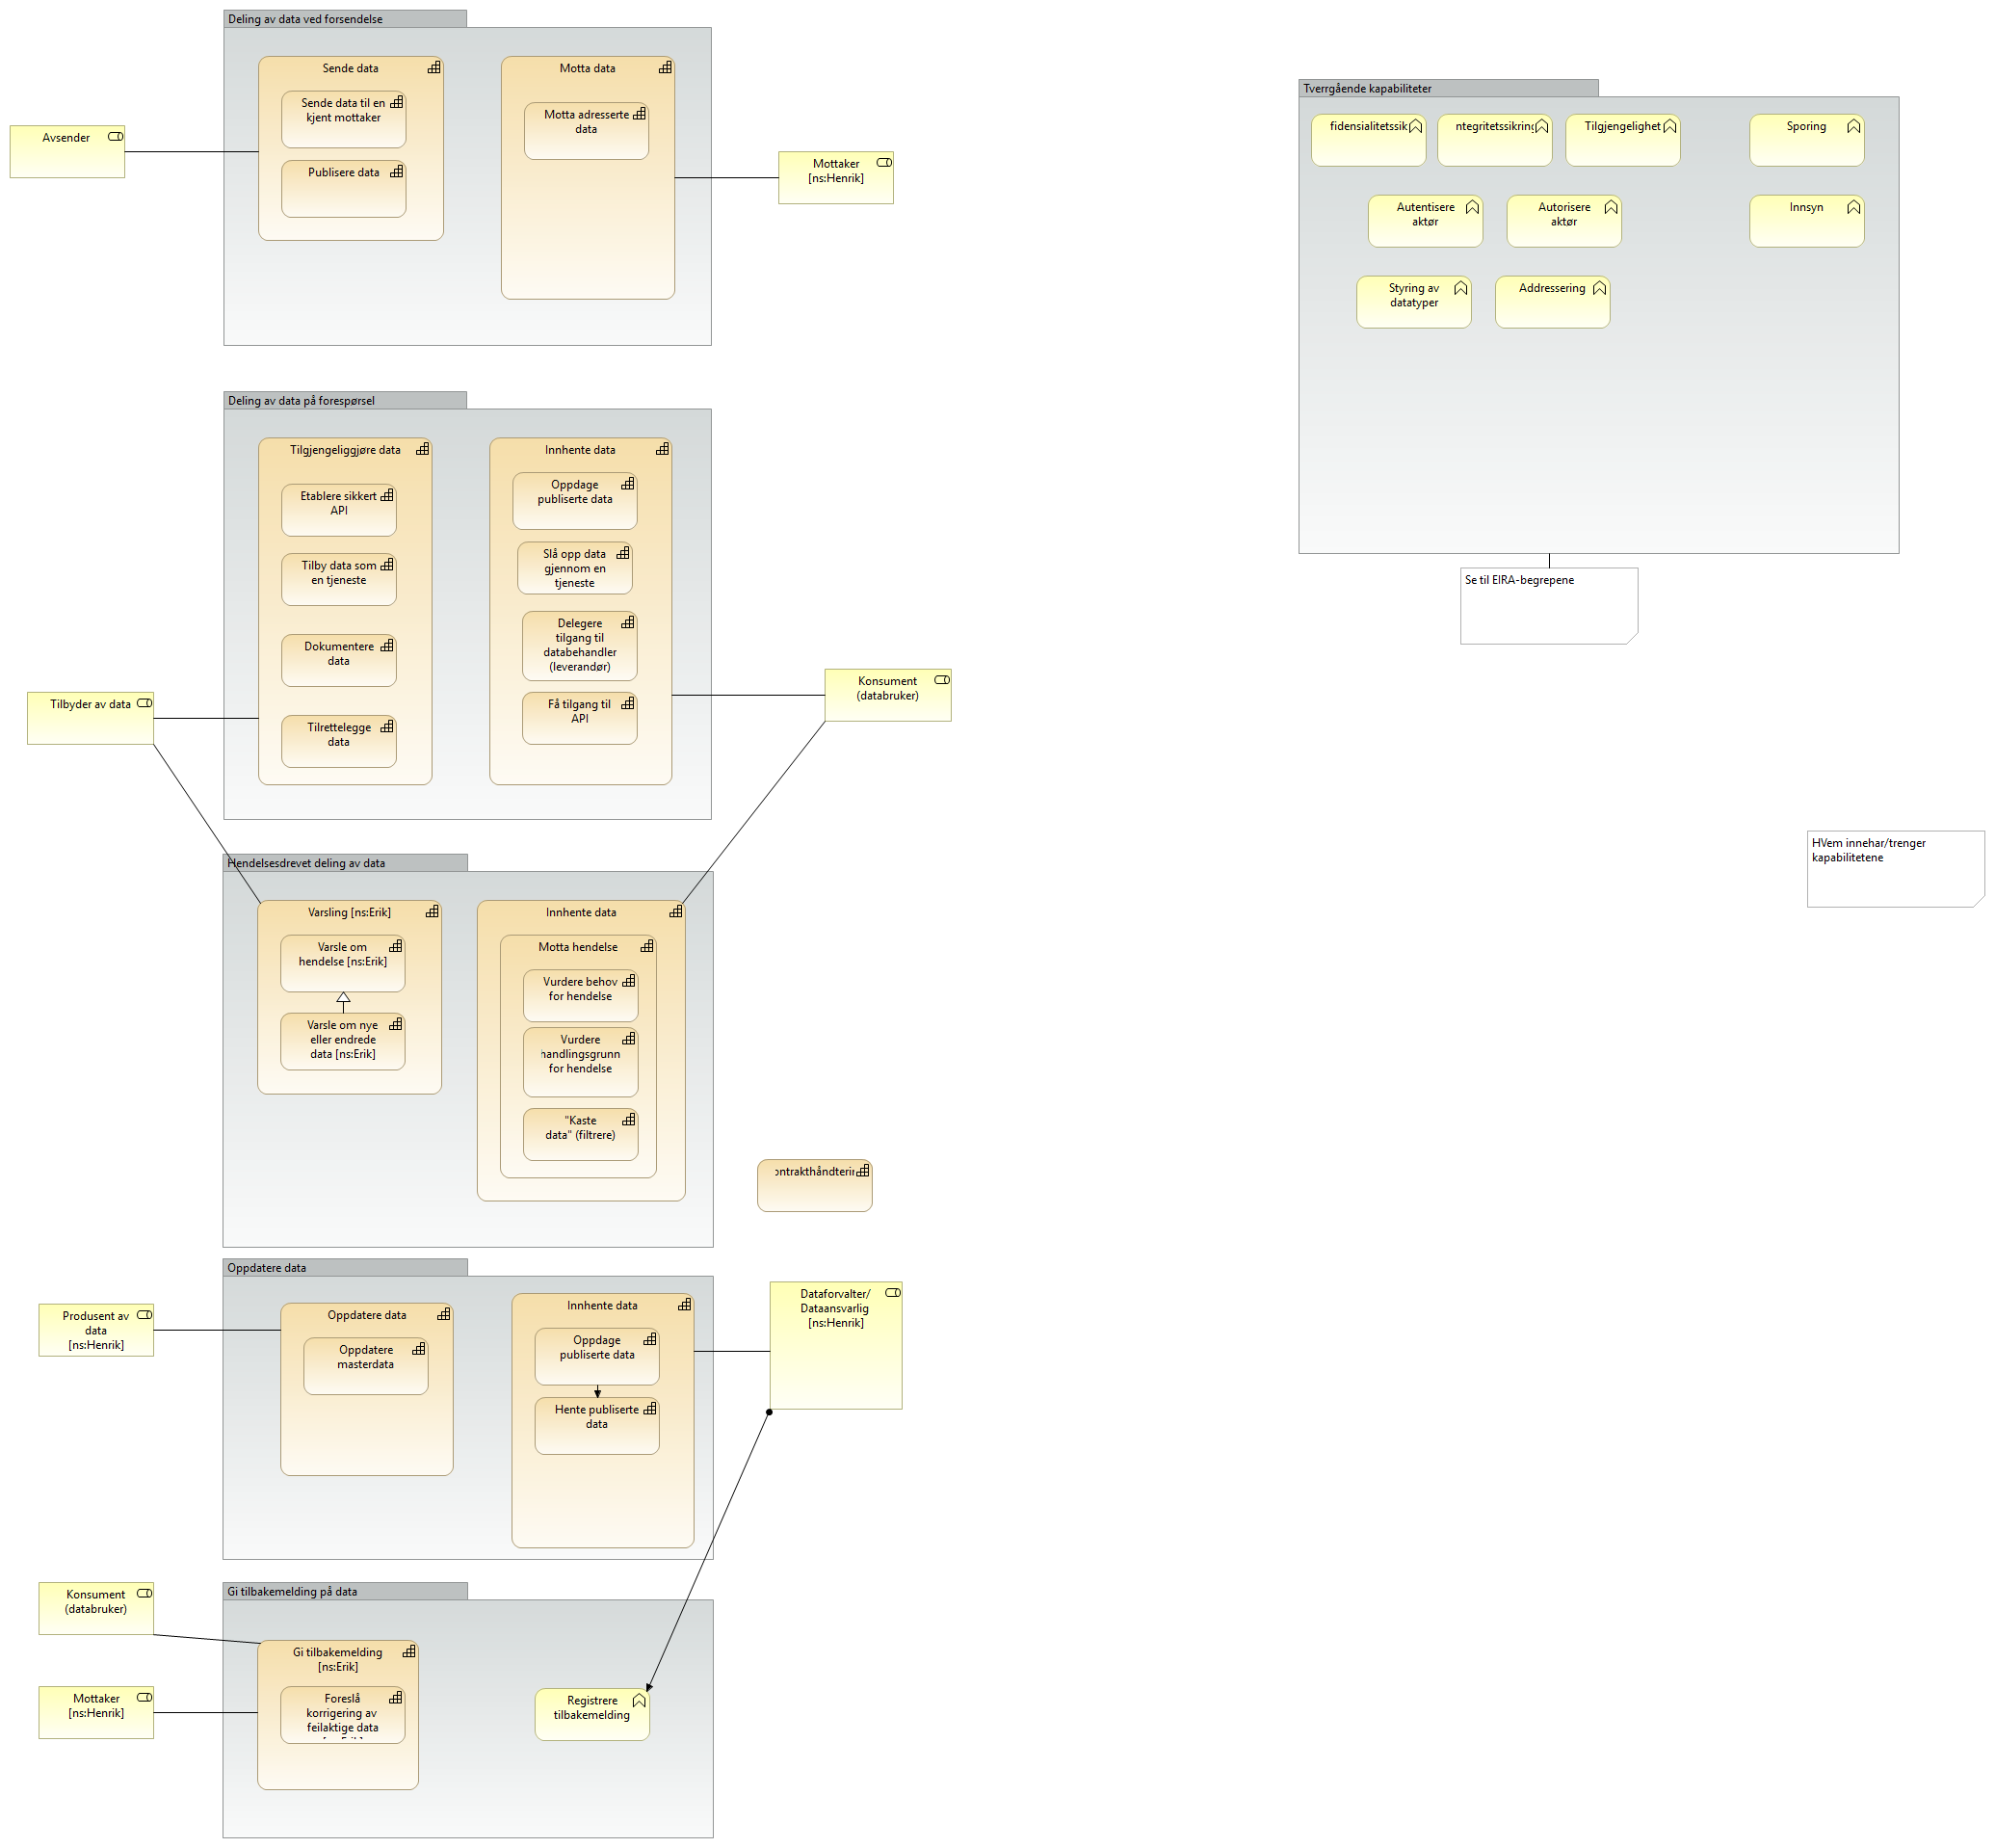 Deling av data ved forsendelse
Sende data
Sende data til en
kjent mottaker
Publisere data
Motta data
Motta adresserte
data
Avsender
Mottaker
[ns:Henrik]
Tverrgående kapabiliteter
fidensialitetssik
ntegritetssikring
Tilgjengelighet
Sporing
Autentisere
aktør
Autorisere
aktør
Innsyn
Styring av
datatyper
Addressering
Se til EIRA-begrepene
HVem innehar/trenger
kapabilitetene
Deling av data på forespørsel
Tilgjengeliggjøre data
Etablere sikkert
API
Tilby data som
en tjeneste
Dokumentere
data
Tilrettelegge
data
Innhente data
Oppdage
publiserte data
Slå opp data
gjennom en
tjeneste
Delegere
tilgang til
databehandler
(leverandør)
Få tilgang til
API
Tilbyder av data
Konsument
(databruker)
Hendelsesdrevet deling av data
Varsling [ns:Erik]
Varsle om
hendelse [ns:Erik]
Varsle om nye
eller endrede
data [ns:Erik]
Innhente data
Motta hendelse
Vurdere behov
for hendelse
Vurdere
handlingsgrunn
for hendelse
"Kaste
data" (filtrere)
ontrakthåndterin
Oppdatere data
Produsent av
data
[ns:Henrik]
Oppdatere data
Oppdatere
masterdata
Innhente data
Oppdage
publiserte data
Hente publiserte
data
Dataforvalter/
Dataansvarlig
[ns:Henrik]
Gi tilbakemelding på data
Konsument
(databruker)
Mottaker
[ns:Henrik]
Gi tilbakemelding
[ns:Erik]
Foreslå
korrigering av
feilaktige data
Registrere
tilbakemelding